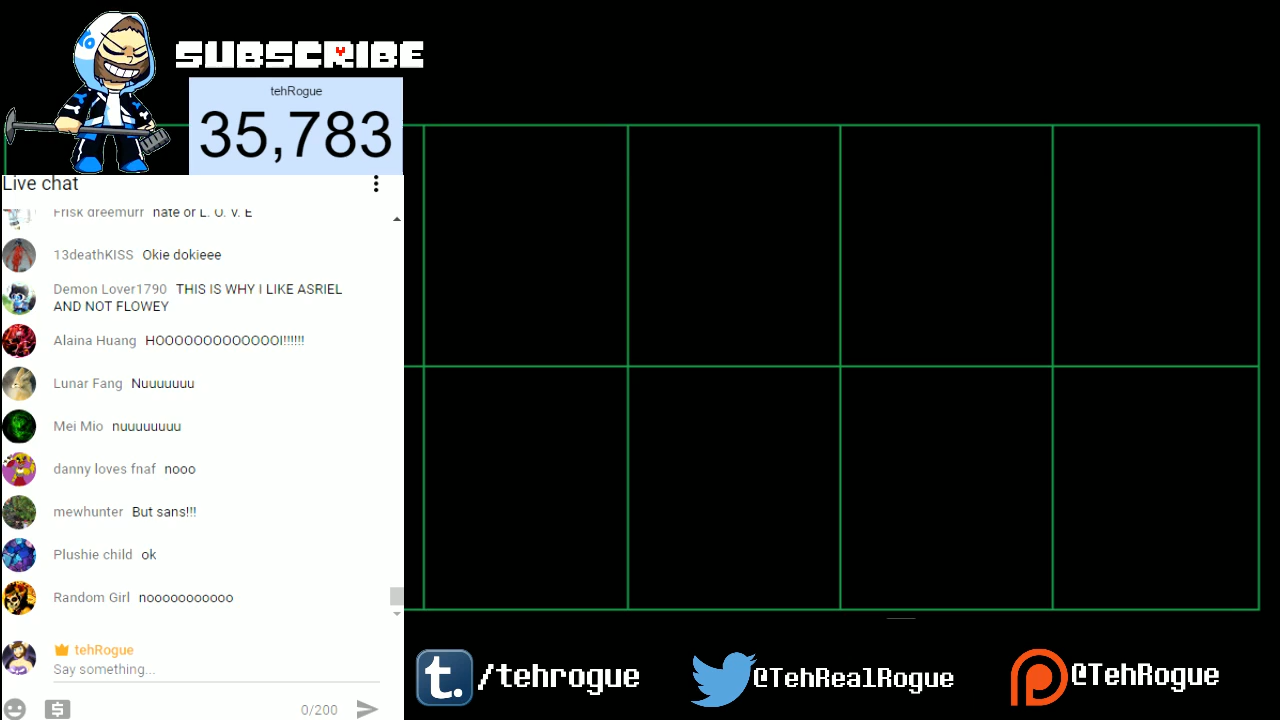 SUBSCRIBE
tehRogue
35,783
Live chat
Frisk dreemurr hate or L. O. V. E
13deathKISS Okie dokieee
Demon Lover1790 THIS IS WHY I LIKE ASRIEL
AND NOT FLOWEY
Alaina Huang HOOOOOOOOOOOOOI!!!!!!
Lunar Fang Nuuuuuuu
Mei Mio nuuuuuuuu
danny loves fnaf nooo
mewhunter But sans!!!
Plushie child ok
Random Girl nooooooooooo
tehRogue
Say something...
0/200
t. /tehrogue
@TehRealRogue
@TehRogue